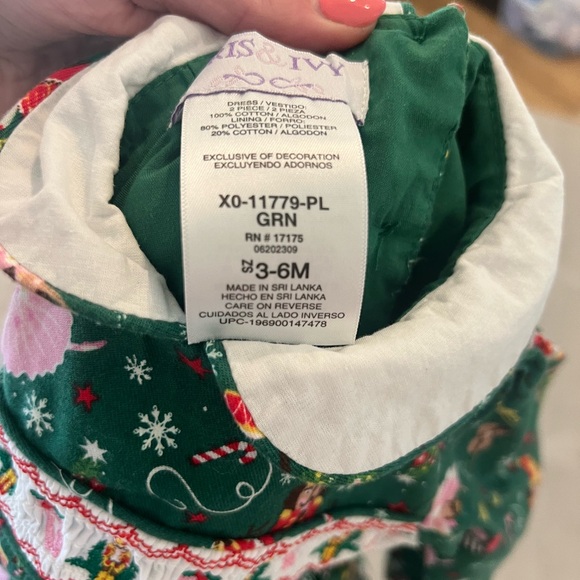 IS & IVY
DRESS / VESTIDO:
2 PIECE / 2 PIEZA
100% COTTON / ALGODON
LINING / FORRO:
80% POLYESTER / POLIESTER
20% COTTON / ALGODON
EXCLUSIVE OF DECORATION
EXCLUYENDO ADORNOS
X0-11779-PL
GRN
RN # 17175
06202309
SZ 3-6M
MADE IN SRI LANKA
HECHO EN SRI LANKA
CARE ON REVERSE
CUIDADOS AL LADO INVERSO
UPC-196900147478